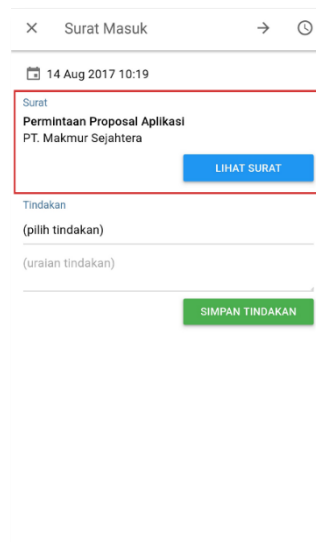 Surat Masuk
14 Aug 2017 10:19
Surat
Permintaan Proposal Aplikasi
PT. Makmur Sejahtera
LIHAT SURAT
Tindakan
(pilih tindakan)
(uraian tindakan)
SIMPAN TINDAKAN